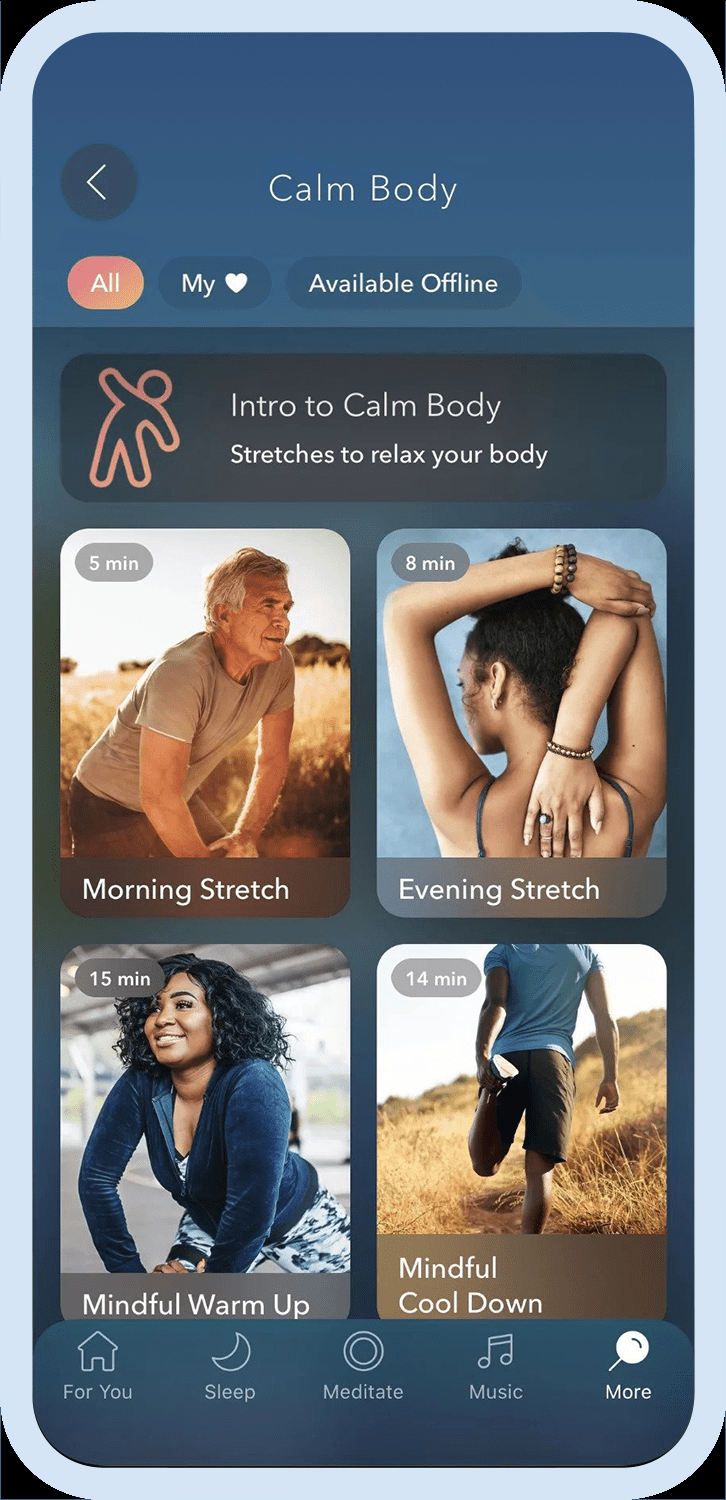 Calm Body
All
My
Available Offline
Intro to Calm Body
Stretches to relax your body
5 min
8 min
Morning Stretch
Evening Stretch
15 min
14 min
Mindful Warm Up
Mindful
Cool Down
For You
Sleep
Meditate
Music
More